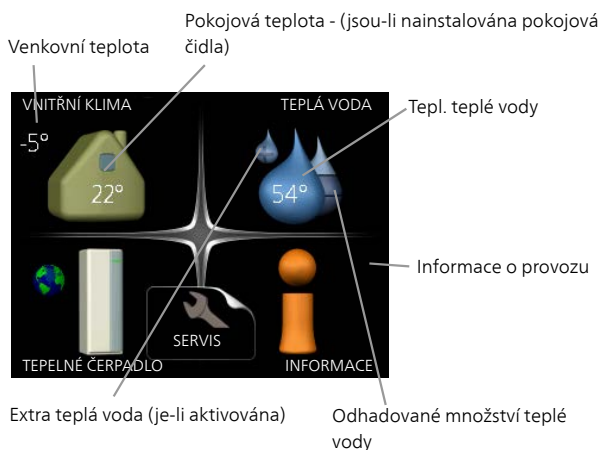 Pokojová teplota - (jsou-li nainstalována pokojová
čidla)
Venkovní teplota
VNITŘNÍ KLIMA
TEPLÁ VODA
Tepl. teplé vody
-5°
22°
54°
Informace o provozu
SERVIS
TEPELNÉ ČERPADLO
INFORMACE
Extra teplá voda (je-li aktivována)
Odhadované množství teplé
vody